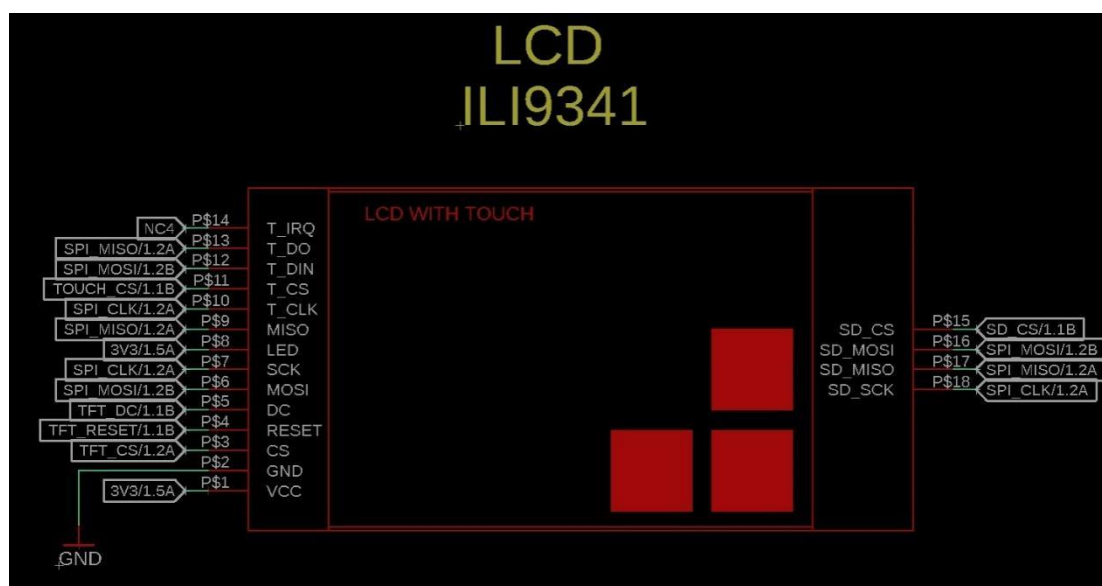 LCD
ILI9341
LCD WITH TOUCH
NC4 P$14 T_IRQ
SPI_MISO/1.2A P$13 T_DO
SPI_MOSI/1.2B P$12 T_DIN
TOUCH_CS/1.1B P$11 T_CS
SPI_CLK/1.2A P$10 T_CLK
SPI_MISO/1.2A P$9 MISO
3V3/1.5A P$8 LED
SPI_CLK/1.2A P$7 SCK
SPI_MOSI/1.2B P$6 MOSI
TFT_DC/1.1B P$5 DC
TFT_RESET/1.1B P$4 RESET
TFT_CS/1.2A P$3 CS
P$2 GND
3V3/1.5A P$1 VCC
GND
SD_CS P$15 SD_CS/1.1B
SD_MOSI P$16 SPI_MOSI/1.2B
SD_MISO P$17 SPI_MISO/1.2A
SD_SCK P$18 SPI_CLK/1.2A